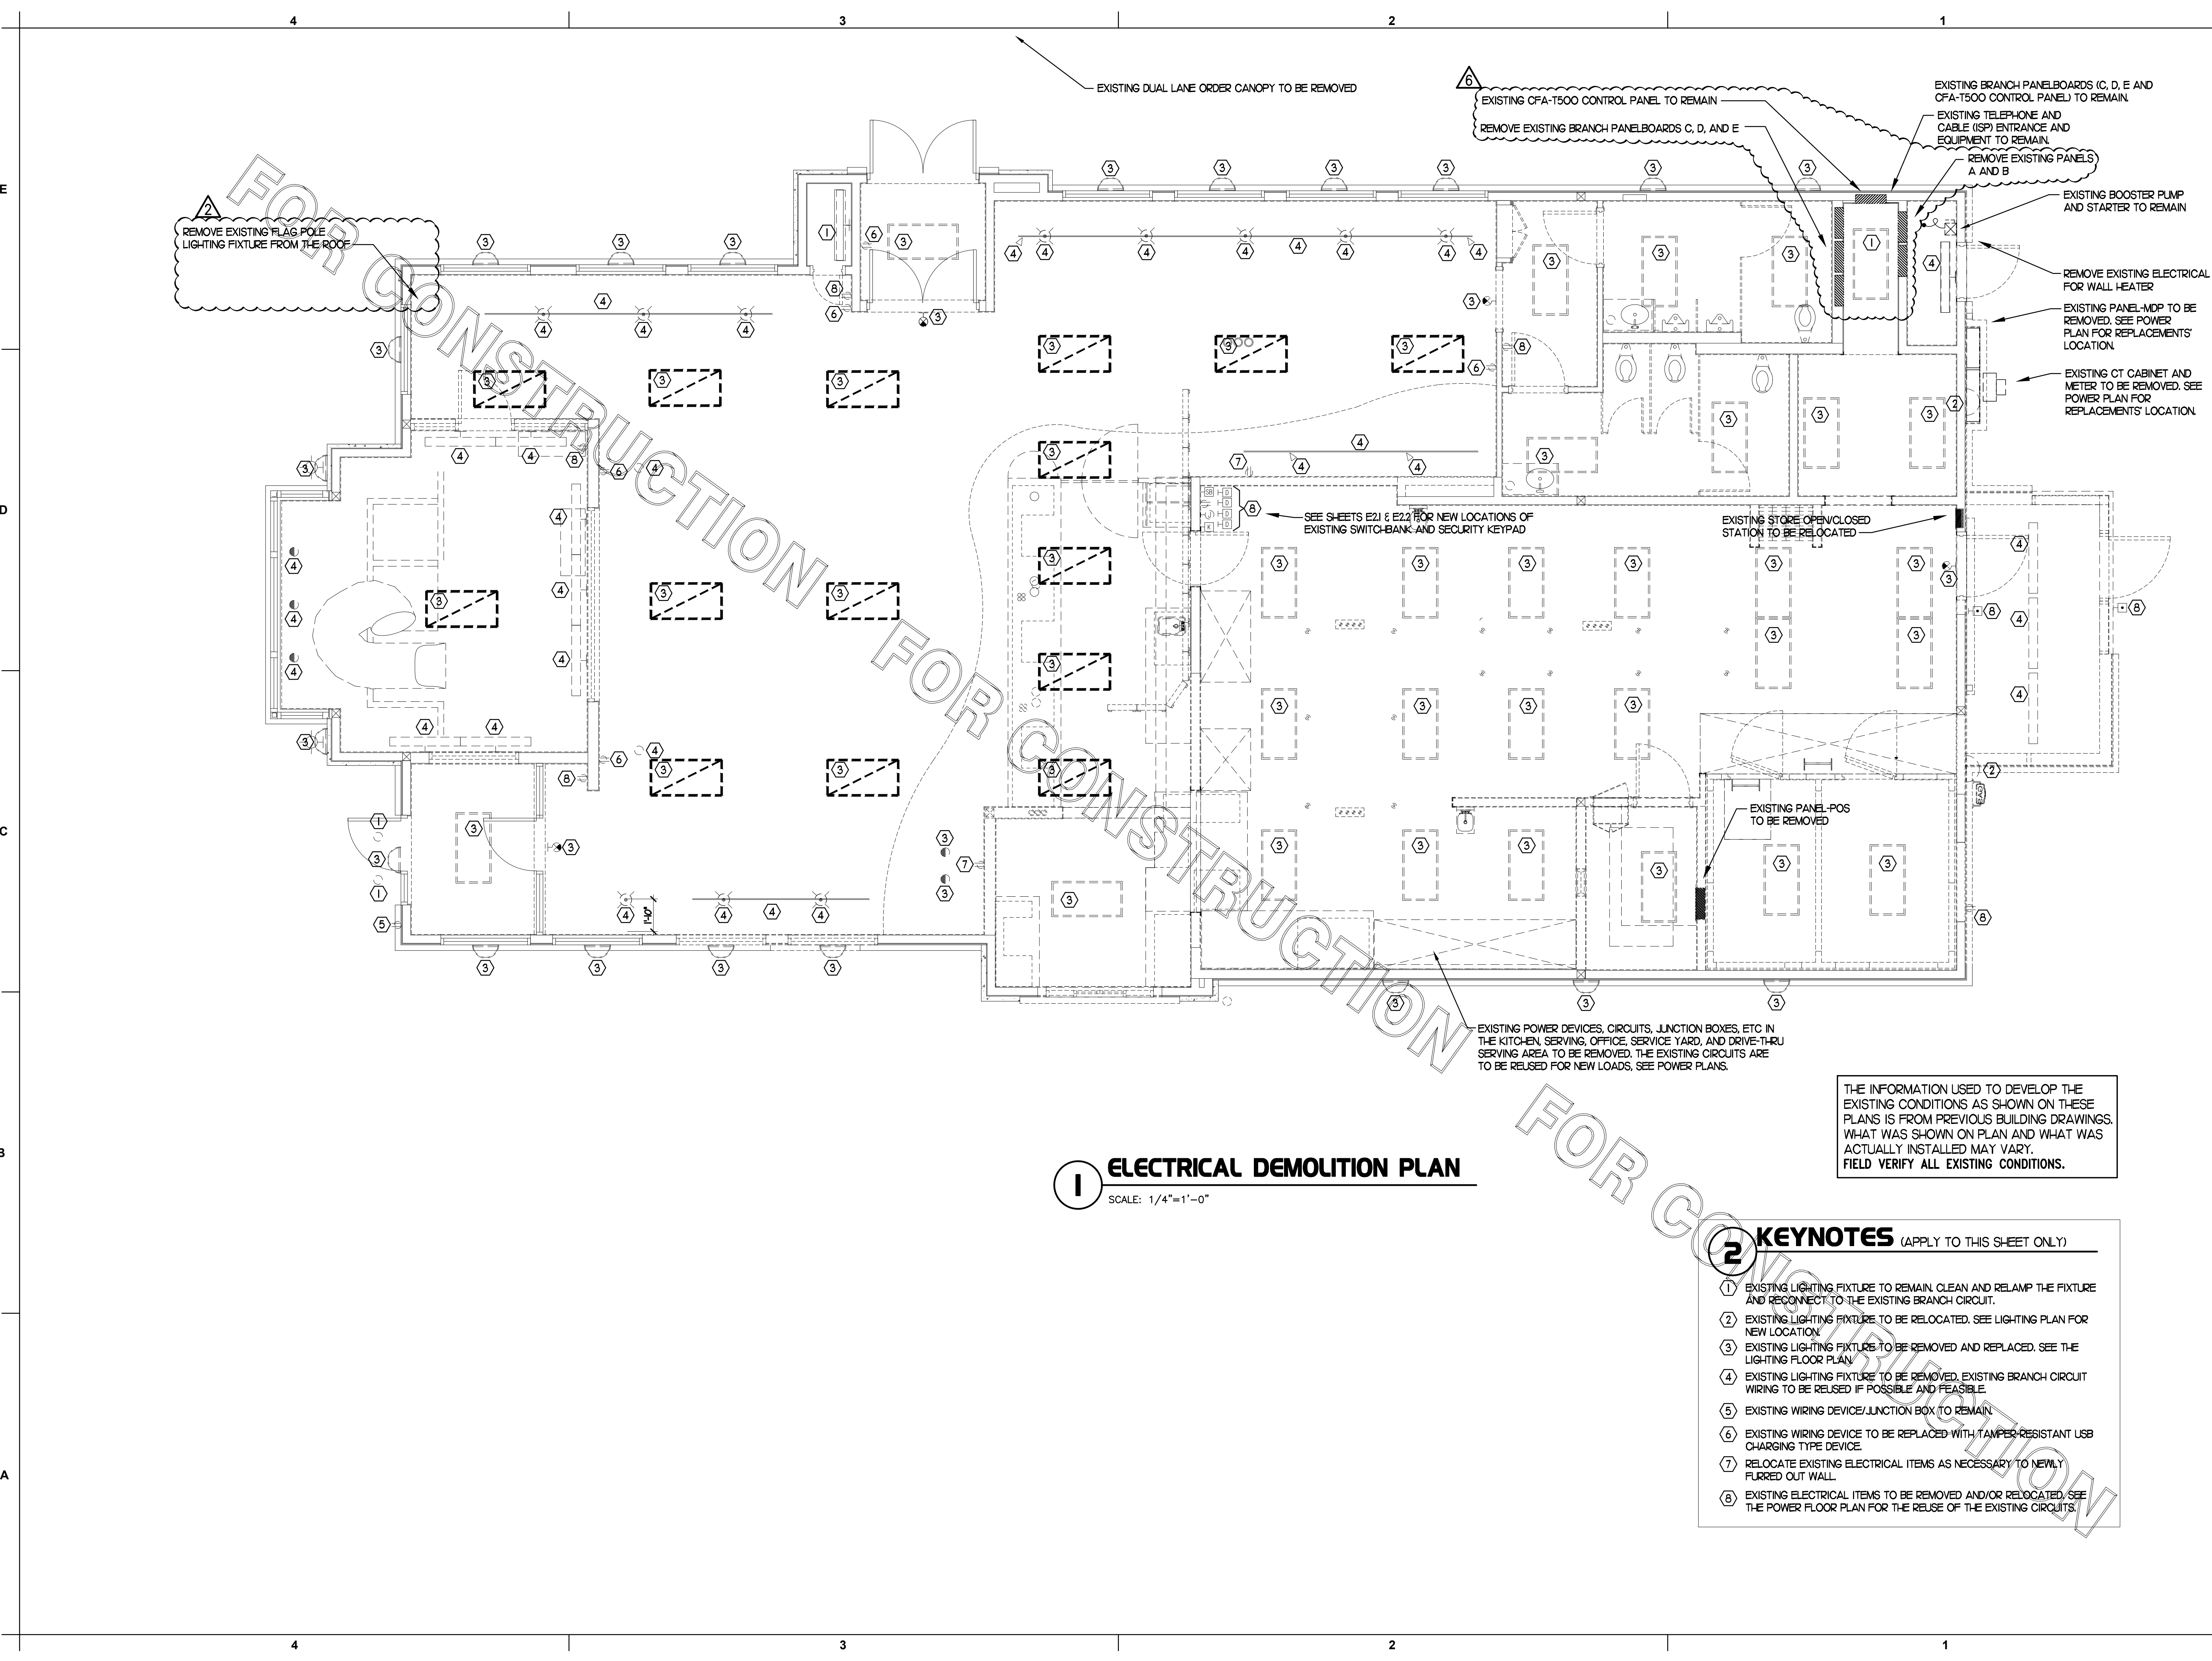 4 3 2 1
EXISTING DUAL LANE ORDER CANOPY TO BE REMOVED
6
EXISTING CFA-T500 CONTROL PANEL TO REMAIN
REMOVE EXISTING BRANCH PANELBOARDS C, D, AND E
EXISTING BRANCH PANELBOARDS (C, D, E AND
CFA-T500 CONTROL PANEL) TO REMAIN.
EXISTING TELEPHONE AND
CABLE (ISP) ENTRANCE AND
EQUIPMENT TO REMAIN.
REMOVE EXISTING PANELS
A AND B
EXISTING BOOSTER PUMP
AND STARTER TO REMAIN
REMOVE EXISTING ELECTRICAL
FOR WALL HEATER
EXISTING PANEL-MDP TO BE
REMOVED. SEE POWER
PLAN FOR REPLACEMENTS'
LOCATION.
EXISTING CT CABINET AND
METER TO BE REMOVED. SEE
POWER PLAN FOR
REPLACEMENTS' LOCATION.
2
REMOVE EXISTING FLAG POLE
LIGHTING FIXTURE FROM THE ROOF
E
D
C
B
A
SEE SHEETS E2.1 & E2.2 FOR NEW LOCATIONS OF
EXISTING SWITCHBANK AND SECURITY KEYPAD
EXISTING STORE OPEN/CLOSED
STATION TO BE RELOCATED
EXISTING PANEL-POS
TO BE REMOVED
1'-10"
EXISTING POWER DEVICES, CIRCUITS, JUNCTION BOXES, ETC IN
THE KITCHEN, SERVING, OFFICE, SERVICE YARD, AND DRIVE-THRU
SERVING AREA TO BE REMOVED. THE EXISTING CIRCUITS ARE
TO BE REUSED FOR NEW LOADS, SEE POWER PLANS.
FOR CONSTRUCTION FOR CONSTRUCTION
FOR CONSTRUCTION
THE INFORMATION USED TO DEVELOP THE
EXISTING CONDITIONS AS SHOWN ON THESE
PLANS IS FROM PREVIOUS BUILDING DRAWINGS.
WHAT WAS SHOWN ON PLAN AND WHAT WAS
ACTUALLY INSTALLED MAY VARY.
FIELD VERIFY ALL EXISTING CONDITIONS.
1 ELECTRICAL DEMOLITION PLAN
SCALE: 1/4"=1'-0"
2 KEYNOTES (APPLY TO THIS SHEET ONLY)
1 EXISTING LIGHTING FIXTURE TO REMAIN. CLEAN AND RELAMP THE FIXTURE
AND RECONNECT TO THE EXISTING BRANCH CIRCUIT.
2 EXISTING LIGHTING FIXTURE TO BE RELOCATED. SEE LIGHTING PLAN FOR
NEW LOCATION.
3 EXISTING LIGHTING FIXTURE TO BE REMOVED AND REPLACED. SEE THE
LIGHTING FLOOR PLAN.
4 EXISTING LIGHTING FIXTURE TO BE REMOVED. EXISTING BRANCH CIRCUIT
WIRING TO BE REUSED IF POSSIBLE AND FEASIBLE.
5 EXISTING WIRING DEVICE/JUNCTION BOX TO REMAIN.
6 EXISTING WIRING DEVICE TO BE REPLACED WITH TAMPER-RESISTANT USB
CHARGING TYPE DEVICE.
7 RELOCATE EXISTING ELECTRICAL ITEMS AS NECESSARY TO NEWLY
FURRED OUT WALL.
8 EXISTING ELECTRICAL ITEMS TO BE REMOVED AND/OR RELOCATED. SEE
THE POWER FLOOR PLAN FOR THE REUSE OF THE EXISTING CIRCUITS.
4 3 2 1